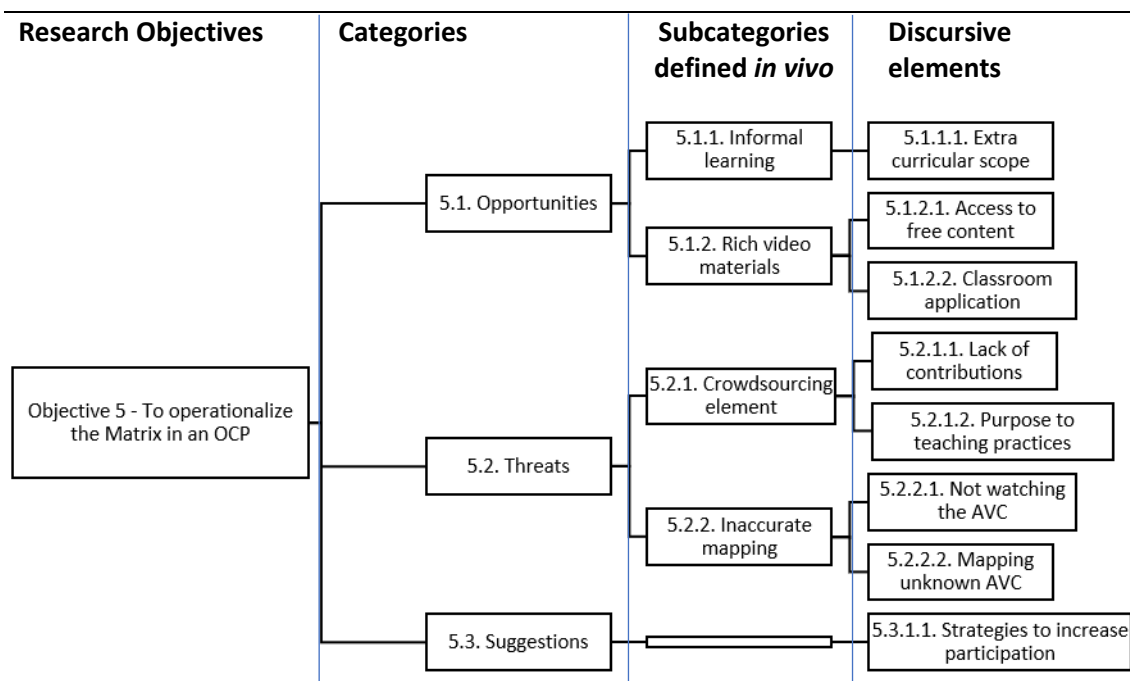 Research Objectives
Categories
Subcategories
defined in vivo
Discursive
elements
5.1.1. Informal
learning
5.1.1.1. Extra
curricular scope
5.1. Opportunities
5.1.2.1. Access to
free content
5.1.2. Rich video
materials
5.1.2.2. Classroom
application
5.2.1.1. Lack of
contributions
Objective 5 - To operationalize
the Matrix in an OCP
5.2.1. Crowdsourcing
element
5.2.1.2. Purpose to
teaching practices
5.2. Threats
5.2.2.1. Not watching
the AVC
5.2.2. Inaccurate
mapping
5.2.2.2. Mapping
unknown AVC
5.3. Suggestions
5.3.1.1. Strategies to increase
participation